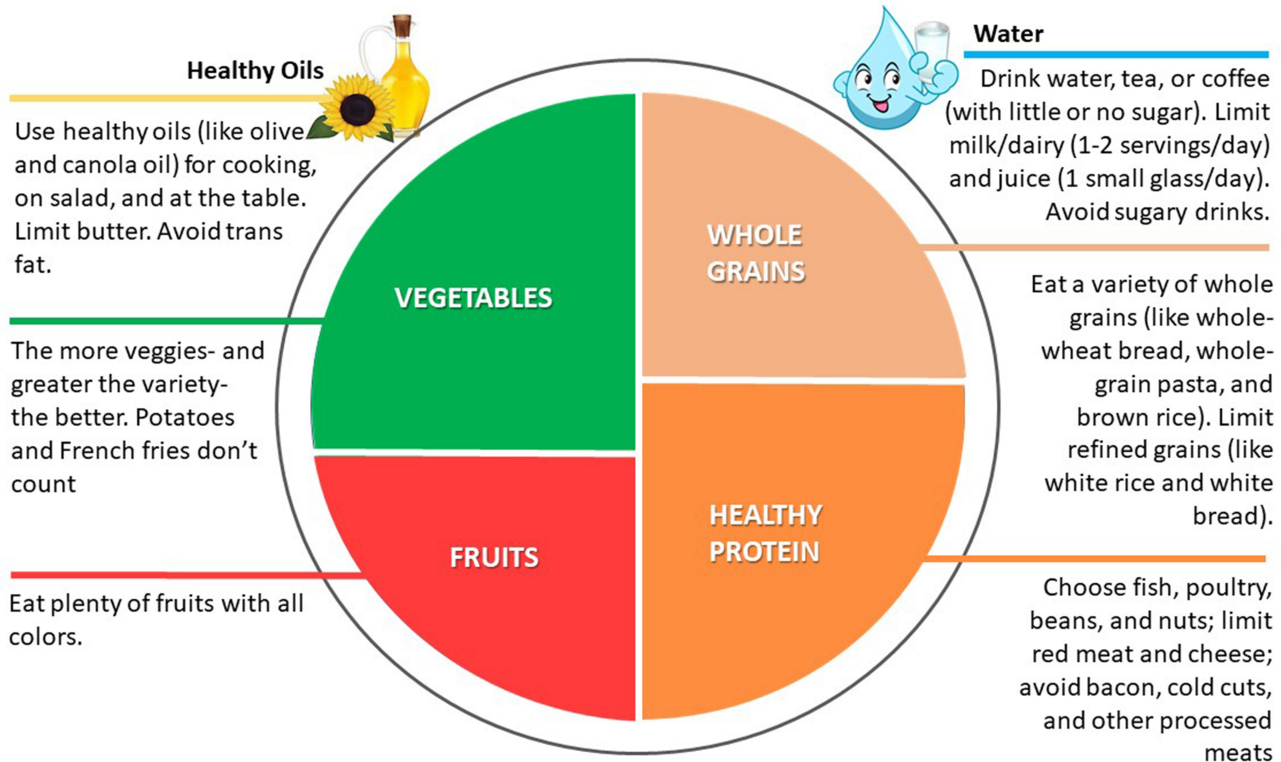 Healthy Oils
Use healthy oils (like olive
and canola oil) for cooking,
on salad, and at the table.
Limit butter. Avoid trans
fat.
The more veggies- and
greater the variety-
the better. Potatoes
and French fries don’t
count
Eat plenty of fruits with all
colors.
VEGETABLES
FRUITS
WHOLE
GRAINS
HEALTHY
PROTEIN
Water
Drink water, tea, or coffee
(with little or no sugar). Limit
milk/dairy (1-2 servings/day)
and juice (1 small glass/day).
Avoid sugary drinks.
Eat a variety of whole
grains (like whole-
wheat bread, whole-
grain pasta, and
brown rice). Limit
refined grains (like
white rice and white
bread).
Choose fish, poultry,
beans, and nuts; limit
red meat and cheese;
avoid bacon, cold cuts,
and other processed
meats